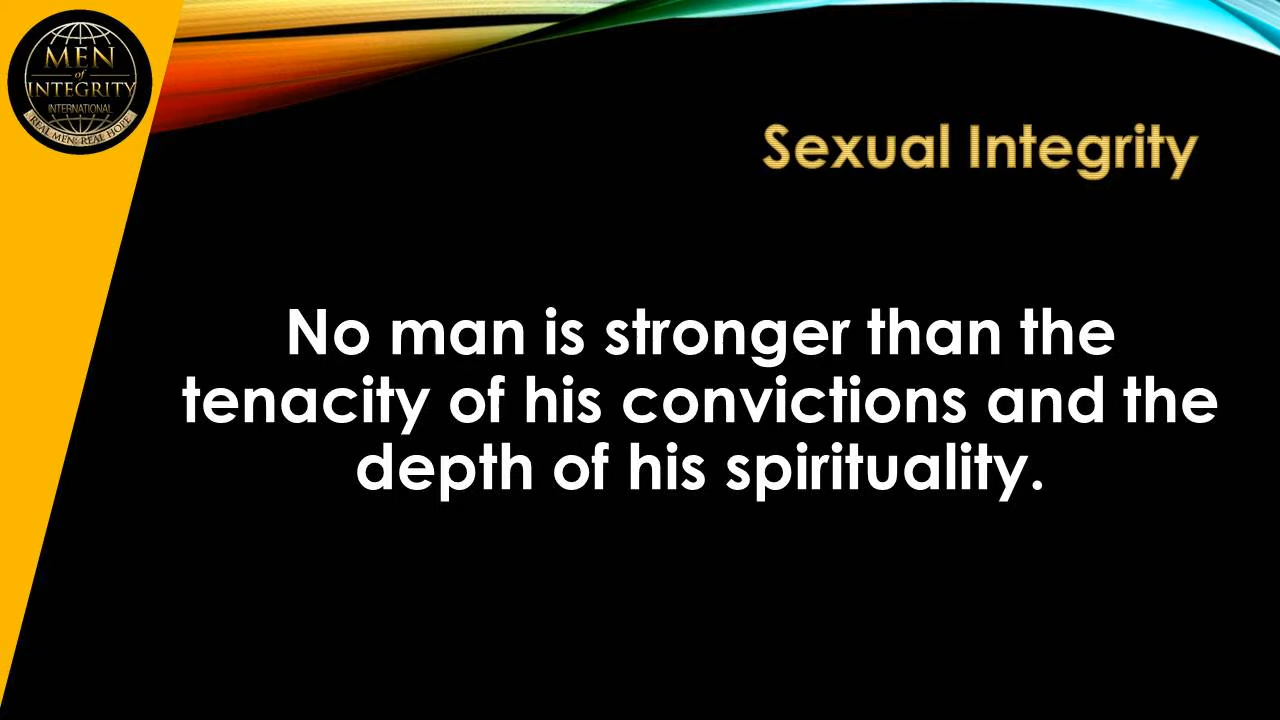 MEN
of
INTEGRITY
INTERNATIONAL
REAL MEN: REAL HOPE
Sexual Integrity
No man is stronger than the
tenacity of his convictions and the
depth of his spirituality.